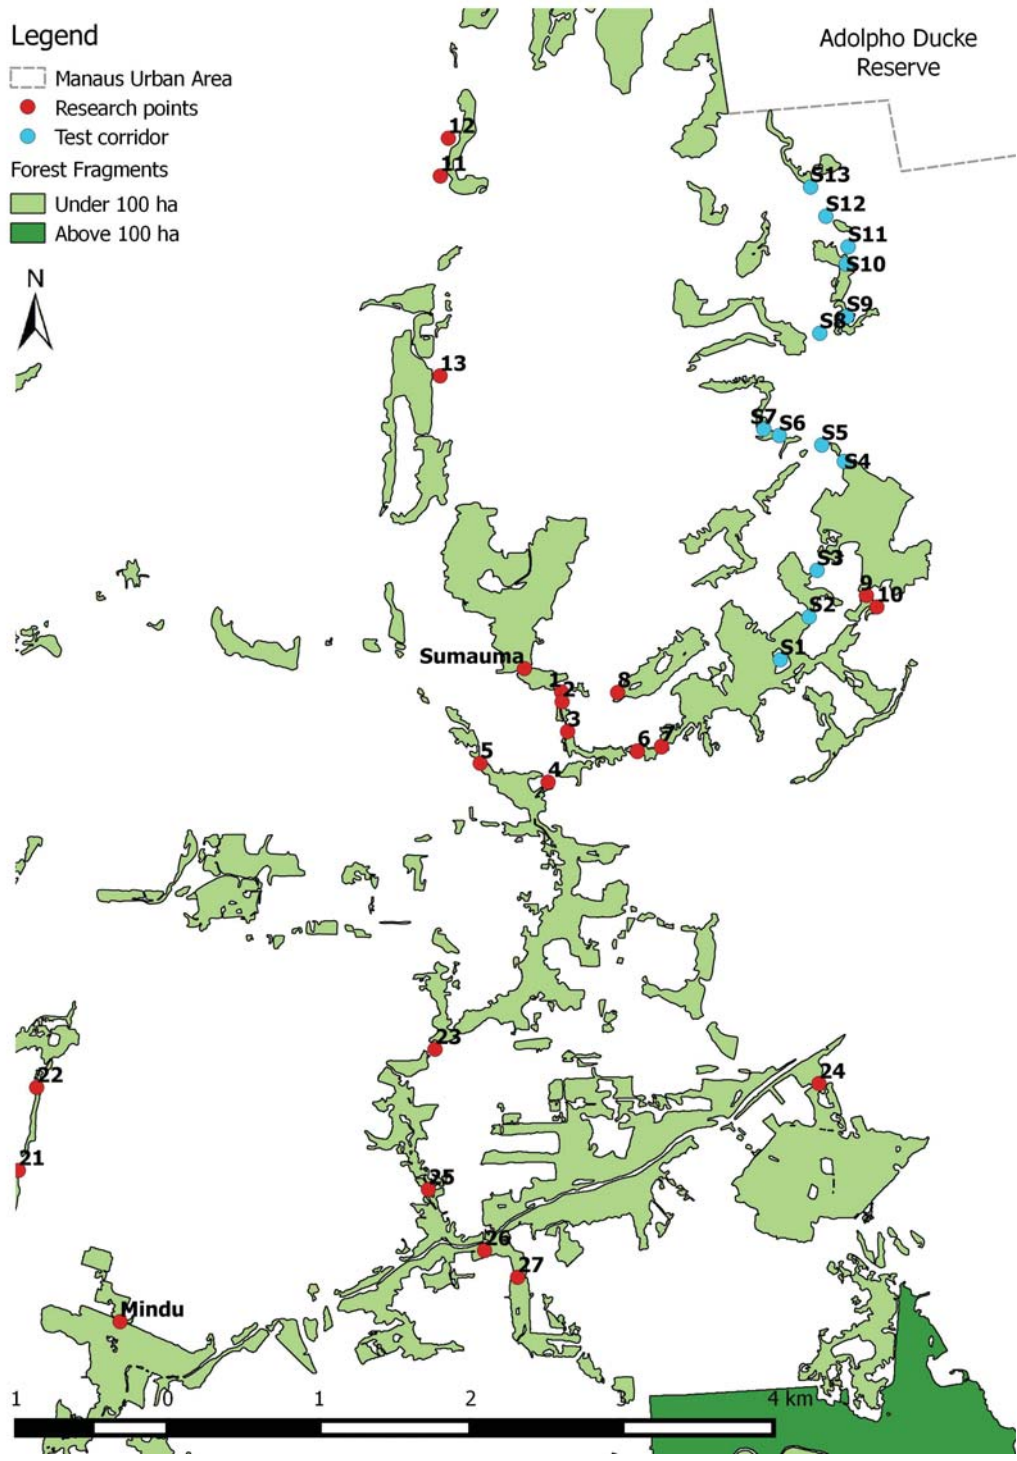 Legend
Manaus Urban Area
Research points
Test corridor
Forest Fragments
Under 100 ha
Above 100 ha
N
Adolpho Ducke
Reserve
12
11
S13
S12
S11
S10
S9
S8
13
S7
S6
S5
S4
S3
9
10
S2
S1
Sumauma
1
2
8
3
6
7
5
4
23
22
24
21
25
26
27
Mindu
1 0 1 2 3 4 km